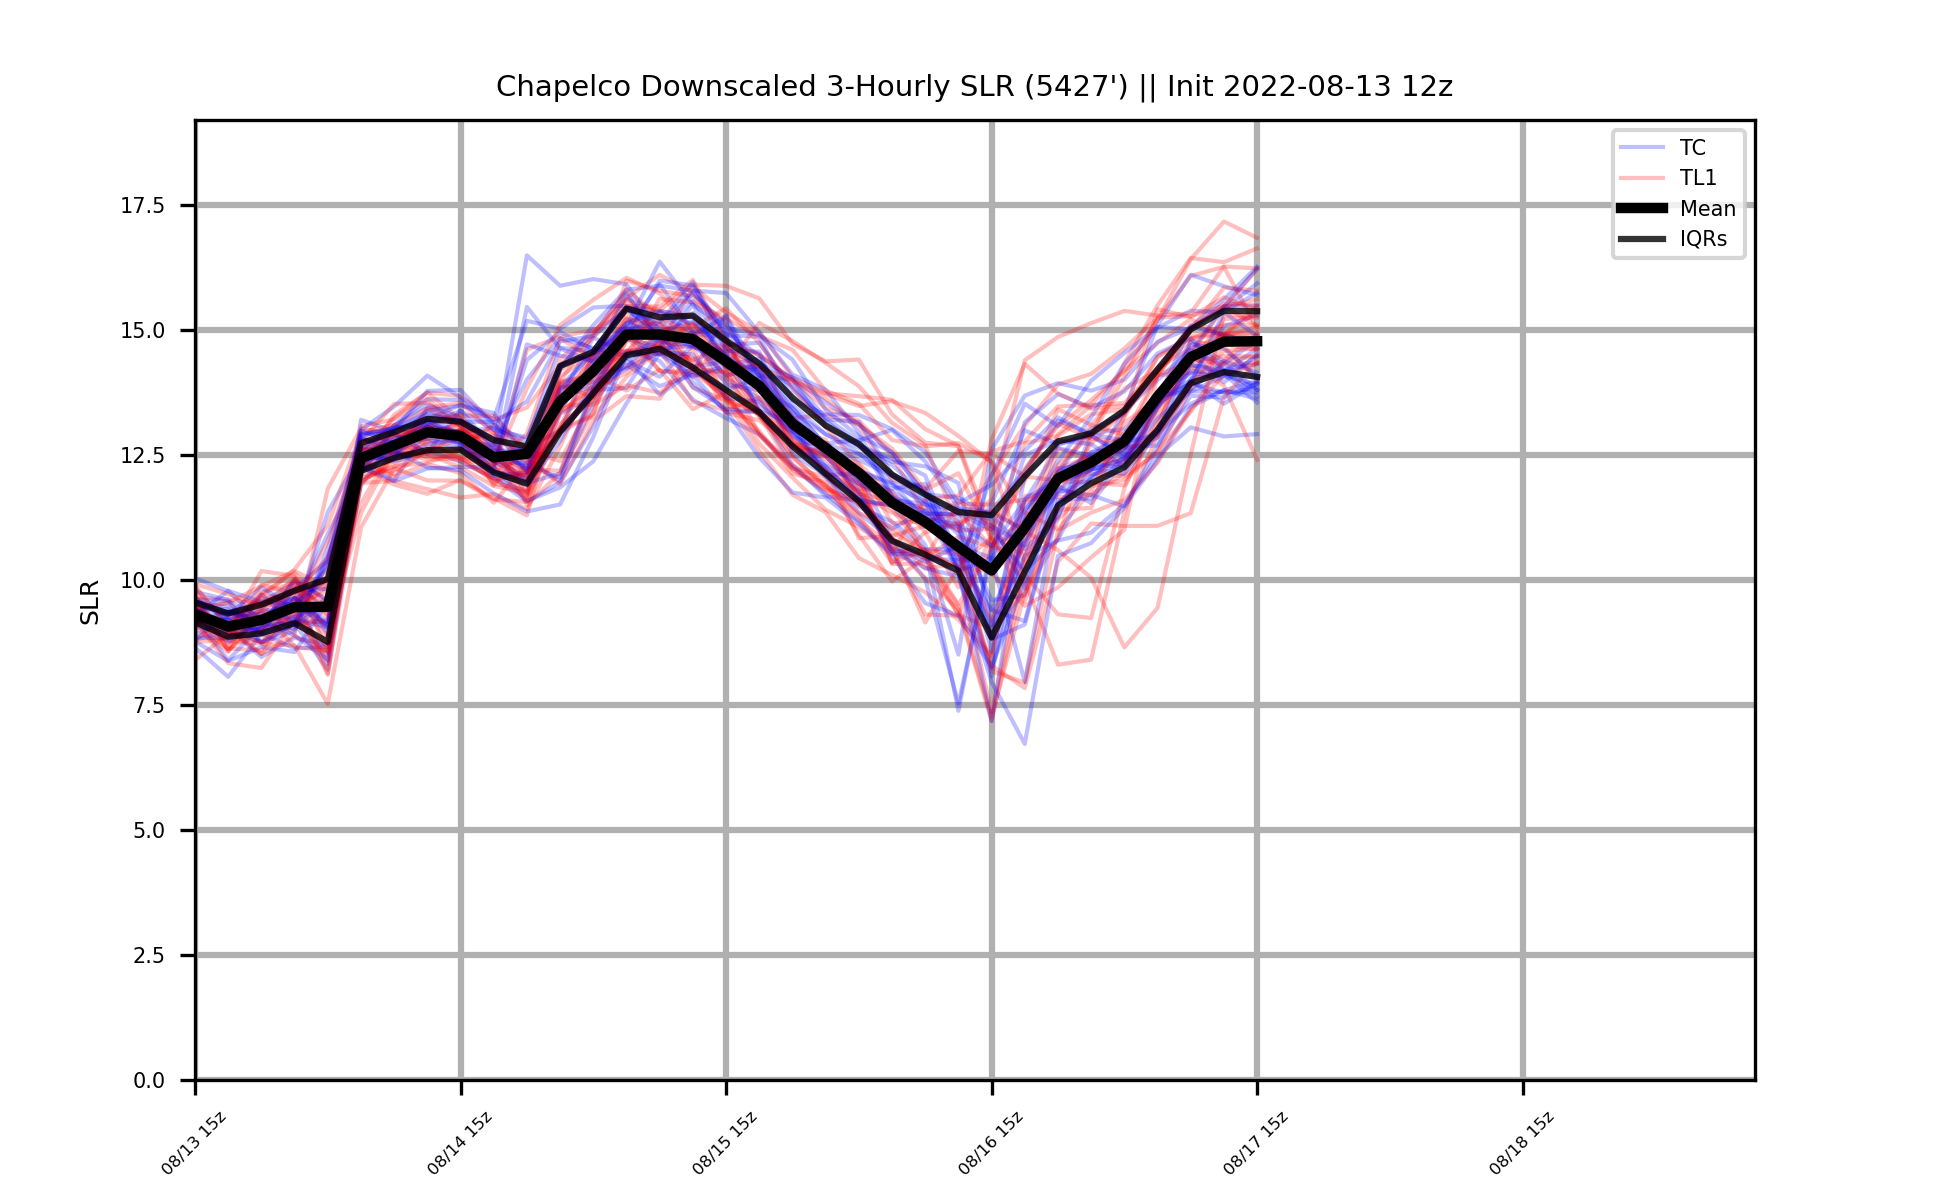 Chapelco Downscaled 3-Hourly SLR (5427') || Init 2022-08-13 12z
TC
TL1
Mean
IQRs
SLR
17.5
15.0
12.5
10.0
7.5
5.0
2.5
0.0
08/13 15z
08/14 15z
08/15 15z
08/16 15z
08/17 15z
08/18 15z